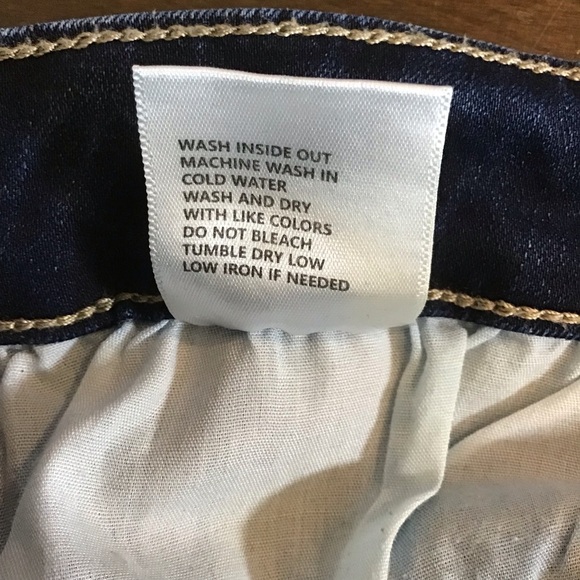 WASH INSIDE OUT
MACHINE WASH IN
COLD WATER
WASH AND DRY
WITH LIKE COLORS
DO NOT BLEACH
TUMBLE DRY LOW
LOW IRON IF NEEDED